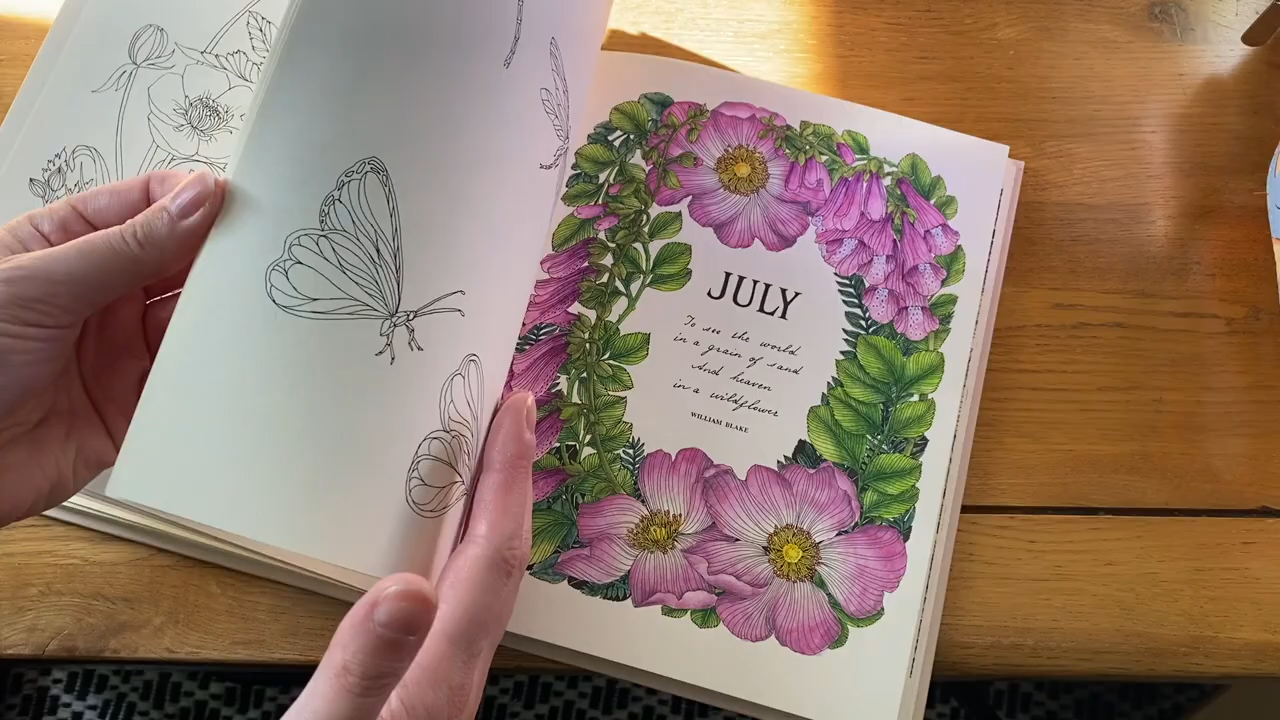 JULY
To see the world
in a grain of sand
And heaven
in a wildflower
WILLIAM BLAKE